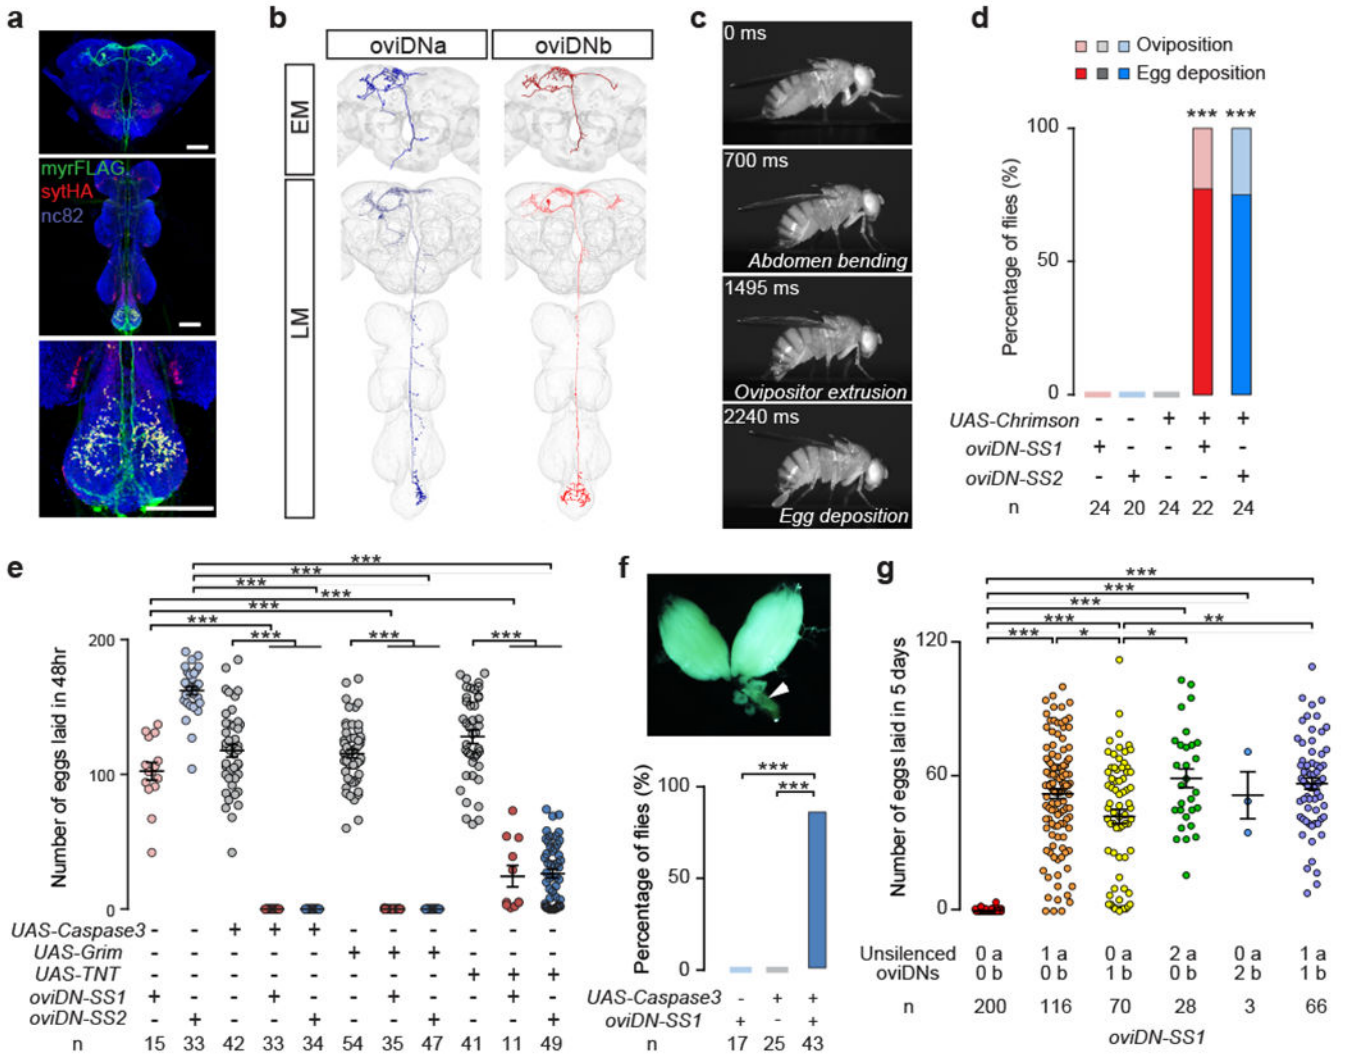 a
myrFLAG
sytHA
nc82
b
oviDNa
oviDNb
EM
LM
c
0 ms
700 ms
Abdomen bending
1495 ms
Ovipositor extrusion
2240 ms
Egg deposition
d
Oviposition
Egg deposition
*** ***
Percentage of flies (%)
100
50
0
UAS-Chrimson - - + + +
oviDN-SS1 + - - + -
oviDN-SS2 - + - - +
n 24 20 24 22 24
e
***
***
***
***
***
***
*** *** ***
Number of eggs laid in 48hr
200
100
0
UAS-Caspase3 - - + + + - - - - - -
UAS-Grim - - - - - + + + - - -
UAS-TNT - - - - - - - - + + +
oviDN-SS1 + - - + - - + - - + -
oviDN-SS2 - + - - + - - + - - +
n 15 33 42 33 34 54 35 47 41 11 49
f
***
***
Percentage of flies (%)
100
50
0
UAS-Caspase3 - + +
oviDN-SS1 + - +
n 17 25 43
g
***
***
***
*** **
*** * *
Number of eggs laid in 5 days
120
60
0
Unsilenced 0 a 1 a 0 a 2 a 0 a 1 a
oviDNs 0 b 0 b 1 b 0 b 2 b 1 b
n 200 116 70 28 3 66
oviDN-SS1